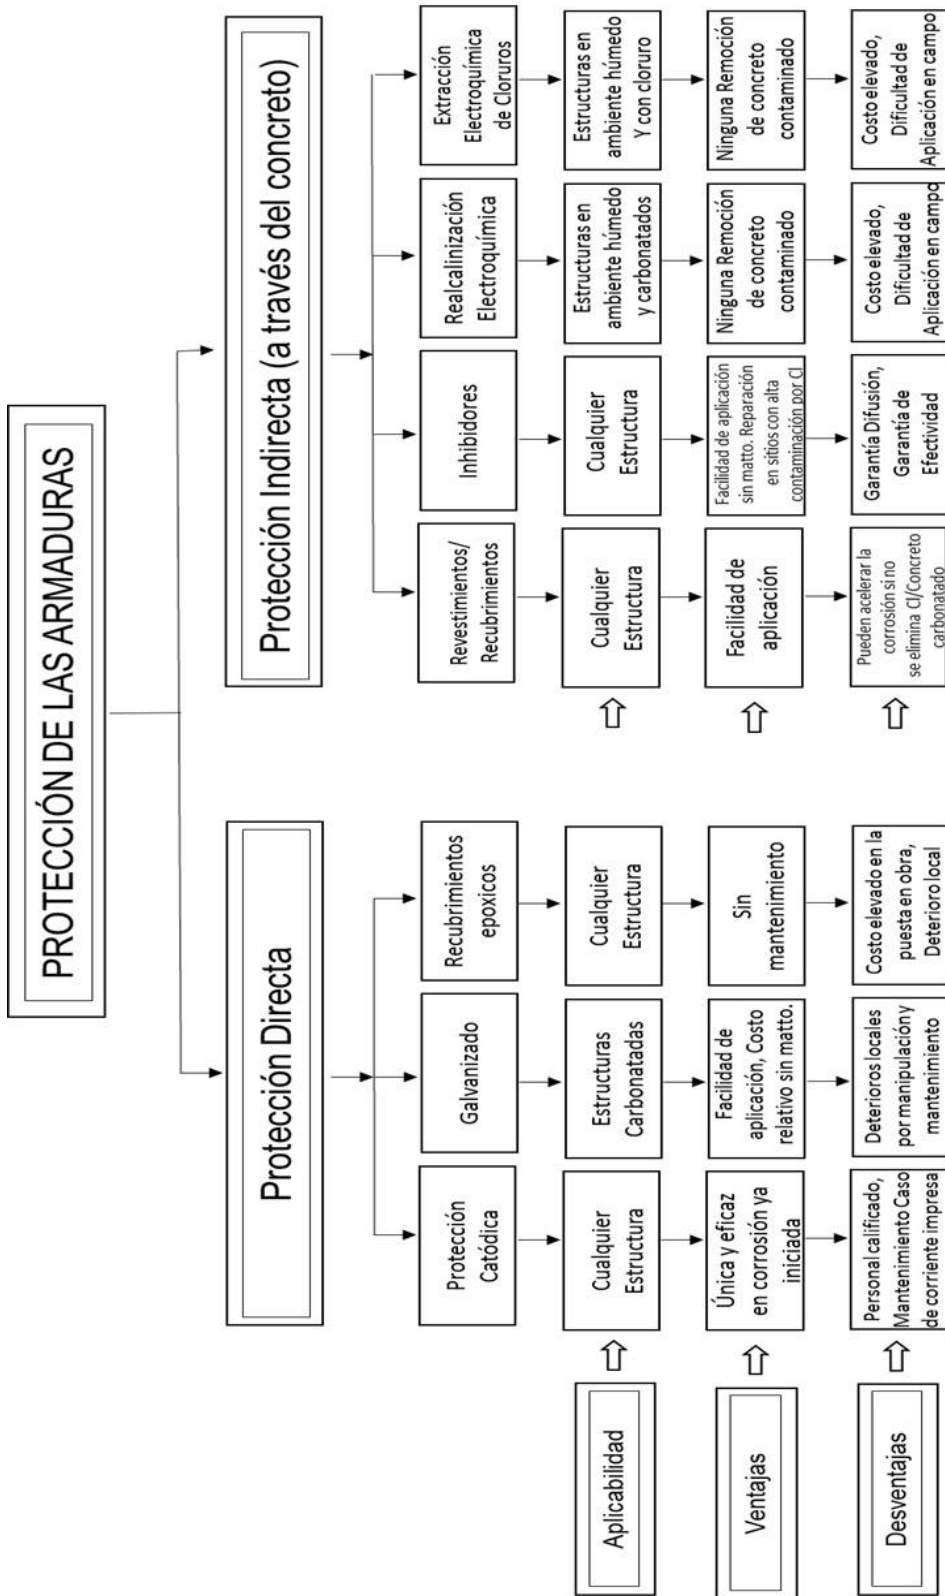 PROTECCIÓN DE LAS ARMADURAS
Protección Directa
Protección Indirecta (a través del concreto)
Protección
Catódica
Galvanizado
Recubrimientos
epoxicos
Revestimientos/
Recubrimientos
Inhibidores
Realcalinización
Electroquímica
Extracción
Electroquímica
de Cloruros
Aplicabilidad
Cualquier
Estructura
Estructuras
Carbonatadas
Cualquier
Estructura
Cualquier
Estructura
Cualquier
Estructura
Estructuras en
ambiente húmedo
y carbonatados
Estructuras en
ambiente húmedo
Y con cloruro
Ventajas
Única y eficaz
en corrosión ya
iniciada
Facilidad de
aplicación, Costo
relativo sin matto.
Sin
mantenimiento
Facilidad de
aplicación
Facilidad de aplicación
sin matto. Reparación
en sitios con alta
contaminación por Cl
Ninguna Remoción
de concreto
contaminado
Ninguna Remoción
de concreto
contaminado
Desventajas
Personal calificado,
Mantenimiento Caso
de corriente impresa
Deterioros locales
por manipulación y
mantenimiento
Costo elevado en la
puesta en obra,
Deterioro local
Pueden acelerar la
corrosión si no
se elimina Cl/Concreto
carbonatado
Garantía Difusión,
Garantía de
Efectividad
Costo elevado,
Dificultad de
Aplicación en campo
Costo elevado,
Dificultad de
Aplicación en campo